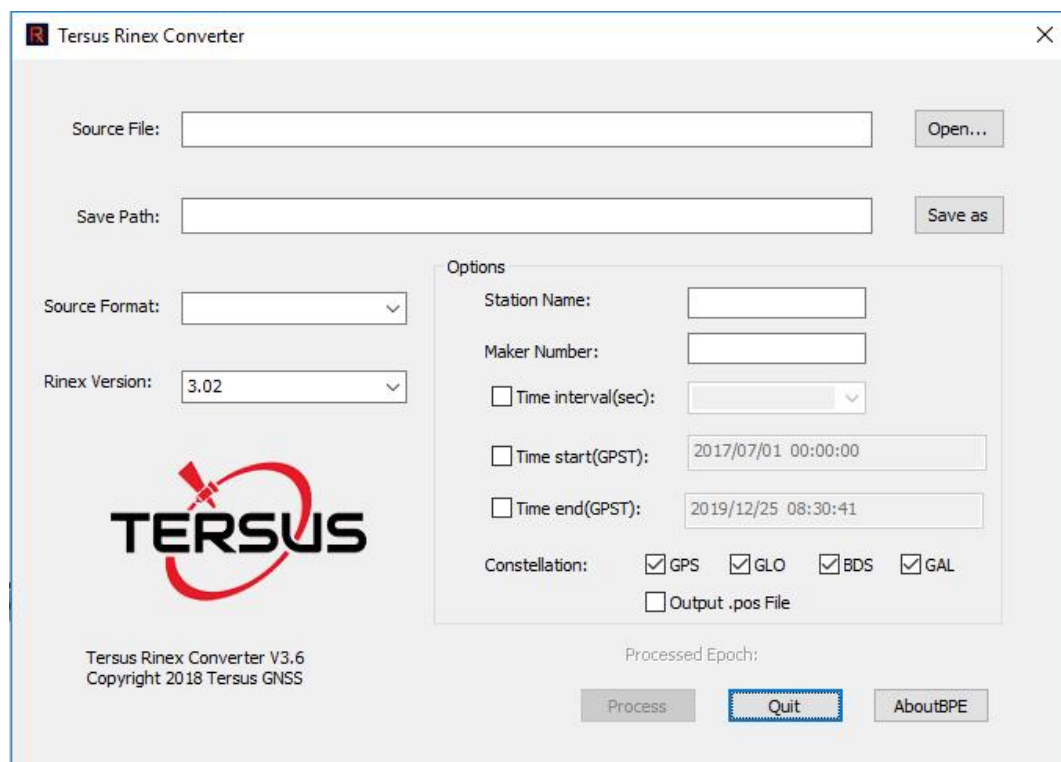 Tersus Rinex Converter
Source File:
Open...
Save Path:
Save as
Source Format:
Rinex Version:
3.02
Options
Station Name:
Maker Number:
Time interval(sec):
Time start(GPST):
2017/07/01 00:00:00
Time end(GPST):
2019/12/25 08:30:41
Constellation:
GPS
GLO
BDS
GAL
Output .pos File
TERSUS
Tersus Rinex Converter V3.6
Copyright 2018 Tersus GNSS
Processed Epoch:
Process
Quit
AboutBPE